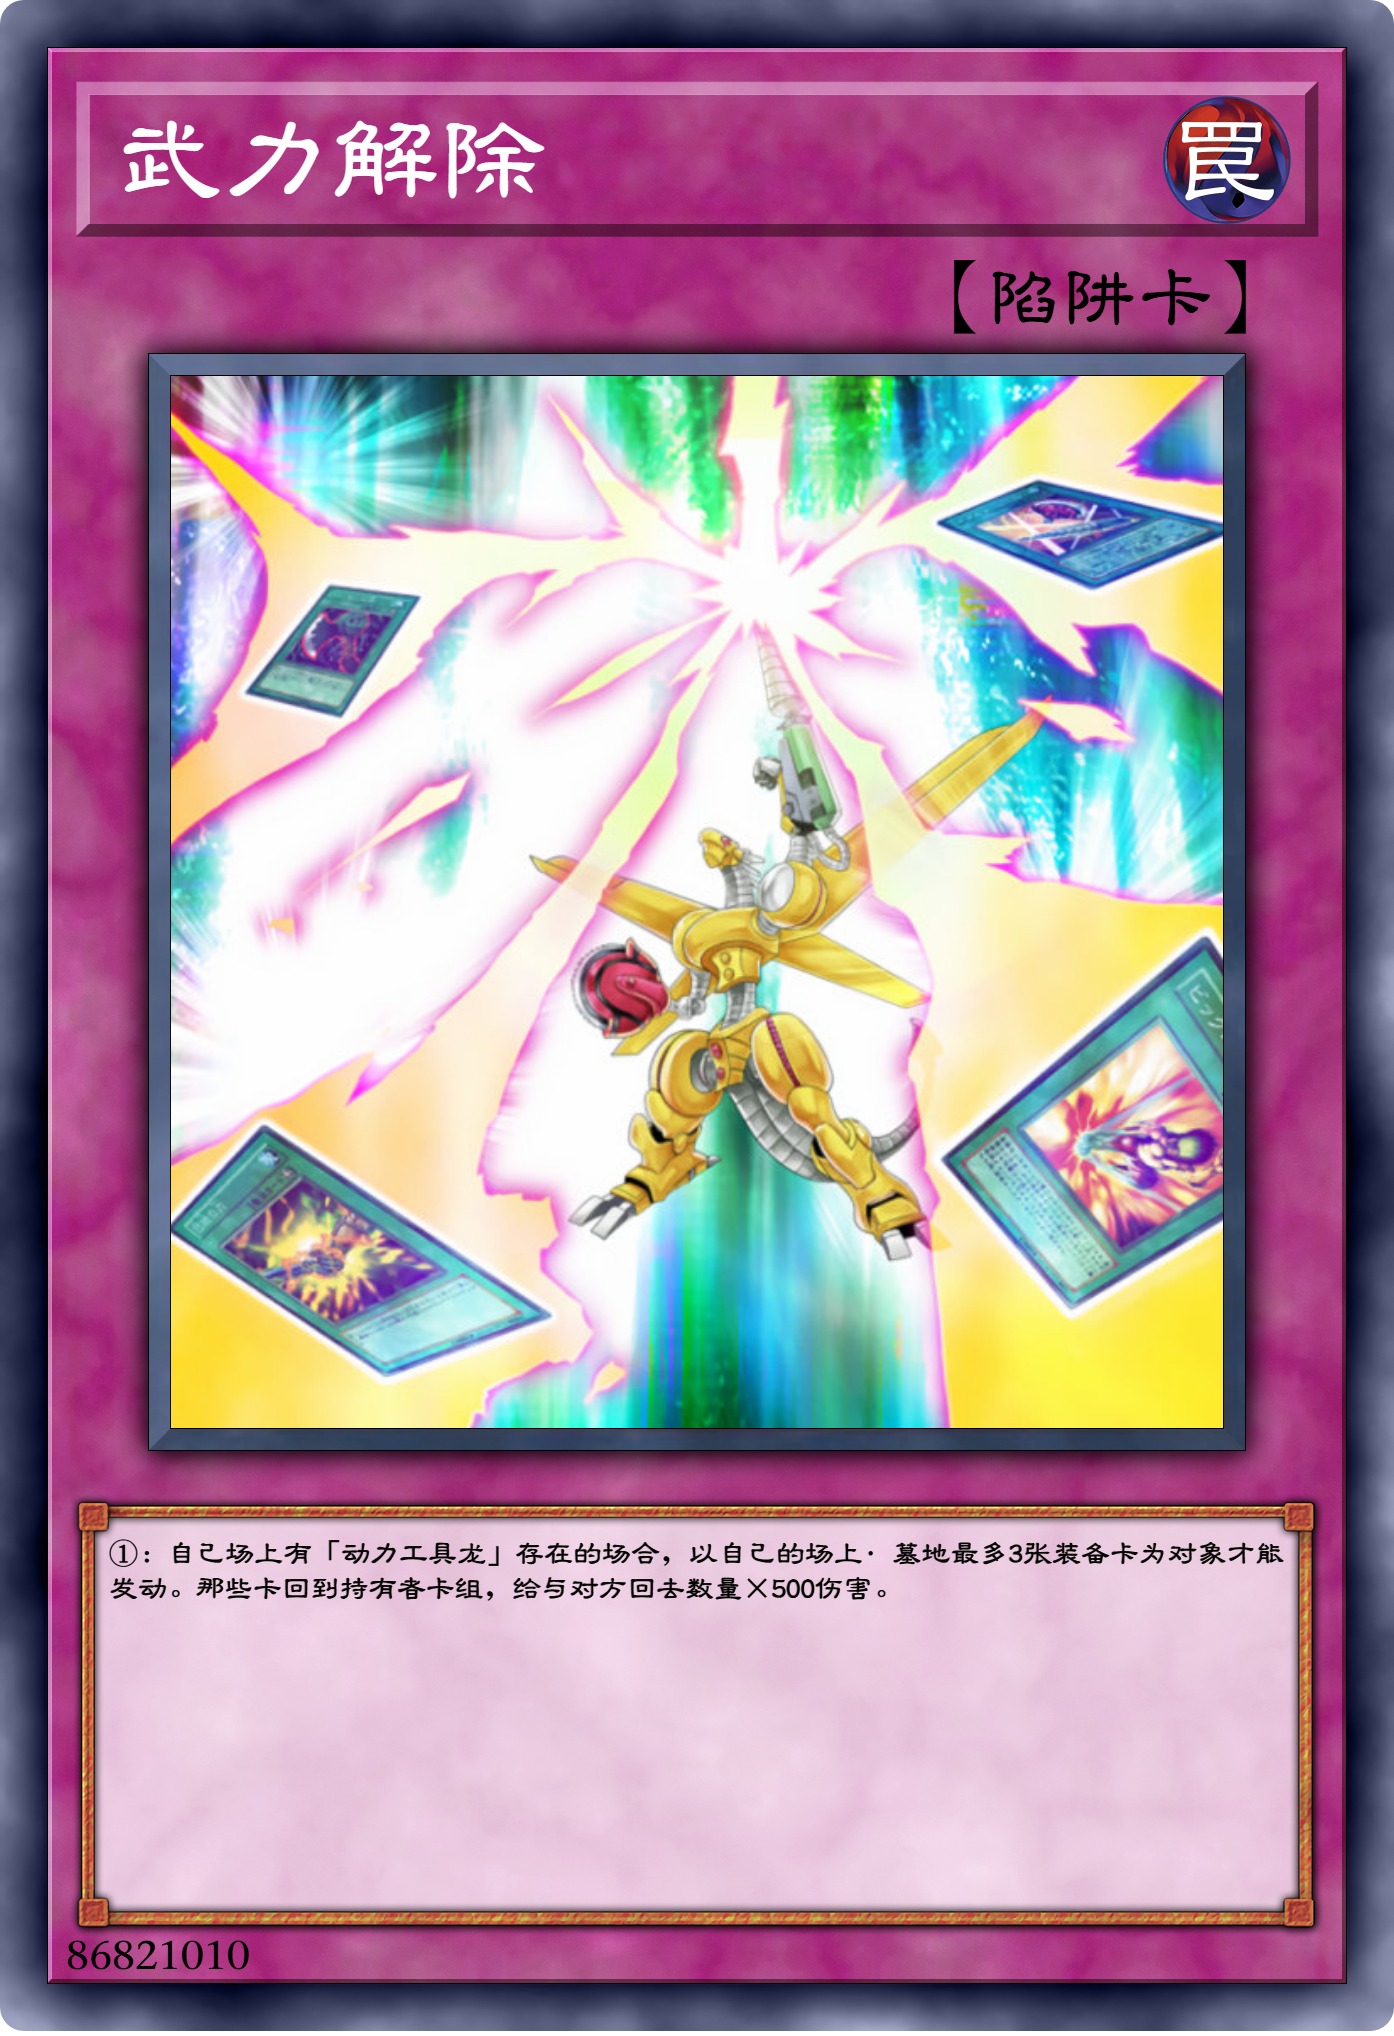 武力解除
罠
【陷阱卡】
①：自己场上有「动力工具龙」存在的场合，以自己的场上·墓地最多3张装备卡为对象才能
发动。那些卡回到持有者卡组，给与对方回去数量×500伤害。
86821010